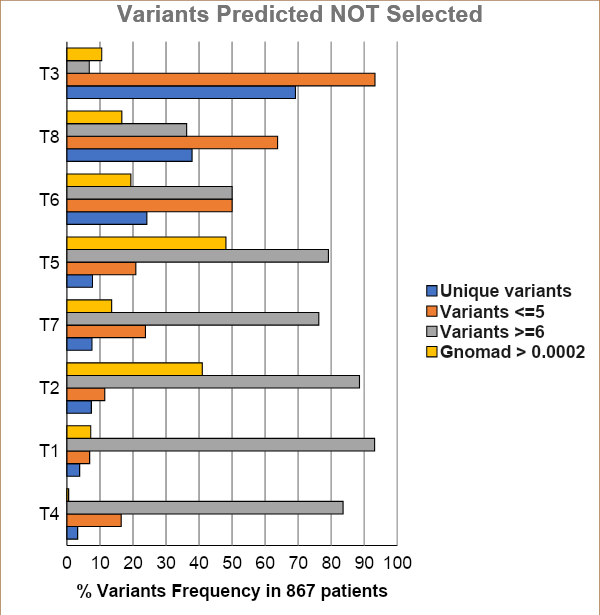 Variants Predicted NOT Selected
T3
T8
T6
T5
T7
T2
T1
T4
0 10 20 30 40 50 60 70 80 90 100
% Variants Frequency in 867 patients
Unique variants
Variants <=5
Variants >=6
Gnomad > 0.0002